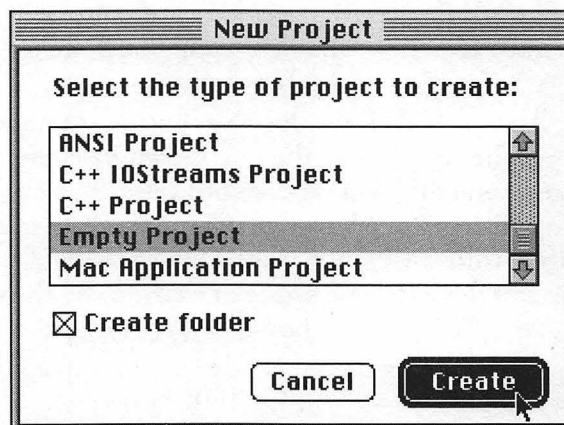 New Project
Select the type of project to create:
ANSI Project
C++ IOStreams Project
C++ Project
Empty Project
Mac Application Project
Create folder
Cancel
Create